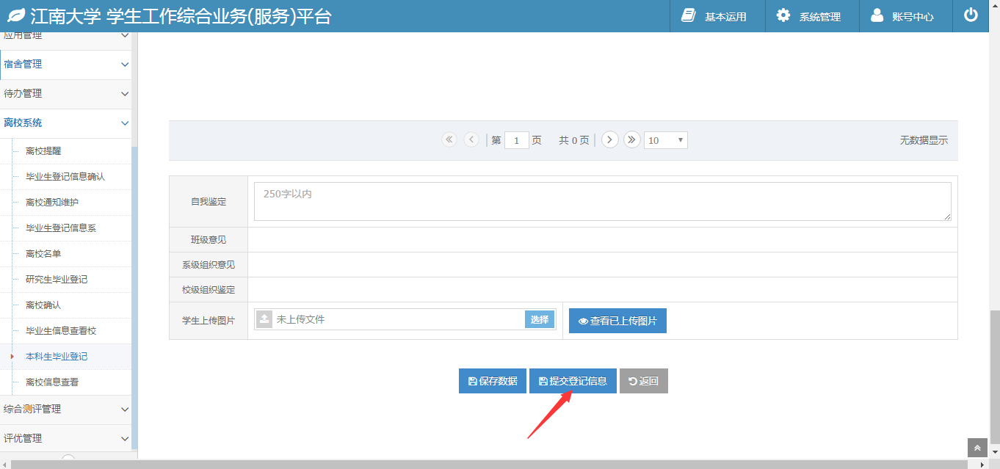 江南大学 学生工作综合业务(服务)平台
基本运用
系统管理
账号中心
应用管理
宿舍管理
待办管理
离校系统
离校提醒
毕业生登记信息确认
离校通知维护
毕业生登记信息系
离校名单
研究生毕业登记
离校确认
毕业生信息查看校
本科生毕业登记
离校信息查看
综合测评管理
评优管理
第 1 页 共 0 页 10
无数据显示
自我鉴定
250字以内
班级意见
系级组织意见
校级组织鉴定
学生上传图片
未上传文件
选择
查看已上传图片
保存数据
提交登记信息
返回